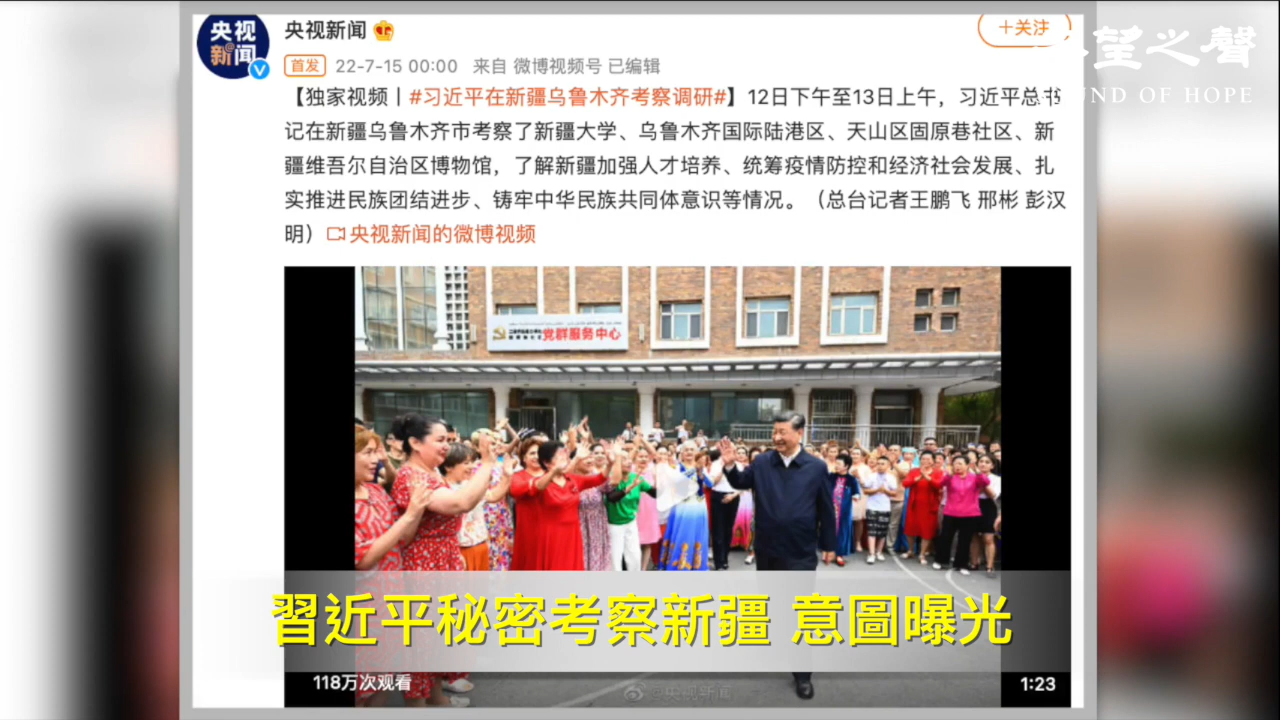 央视
新闻
央视新闻
+关注
望之聲
UND OF HOPE
首发 22-7-15 00:00 来自 微博视频号 已编辑
【独家视频丨#习近平在新疆乌鲁木齐考察调研#】12日下午至13日上午，习近平总书
记在新疆乌鲁木齐市考察了新疆大学、乌鲁木齐国际陆港区、天山区固原巷社区、新
疆维吾尔自治区博物馆，了解新疆加强人才培养、统筹疫情防控和经济社会发展、扎
实推进民族团结进步、铸牢中华民族共同体意识等情况。（总台记者王鹏飞 邢彬 彭汉
明）央视新闻的微博视频
党群服务中心
習近平秘密考察新疆 意圖曝光
118万次观看
@央视新闻
1:23